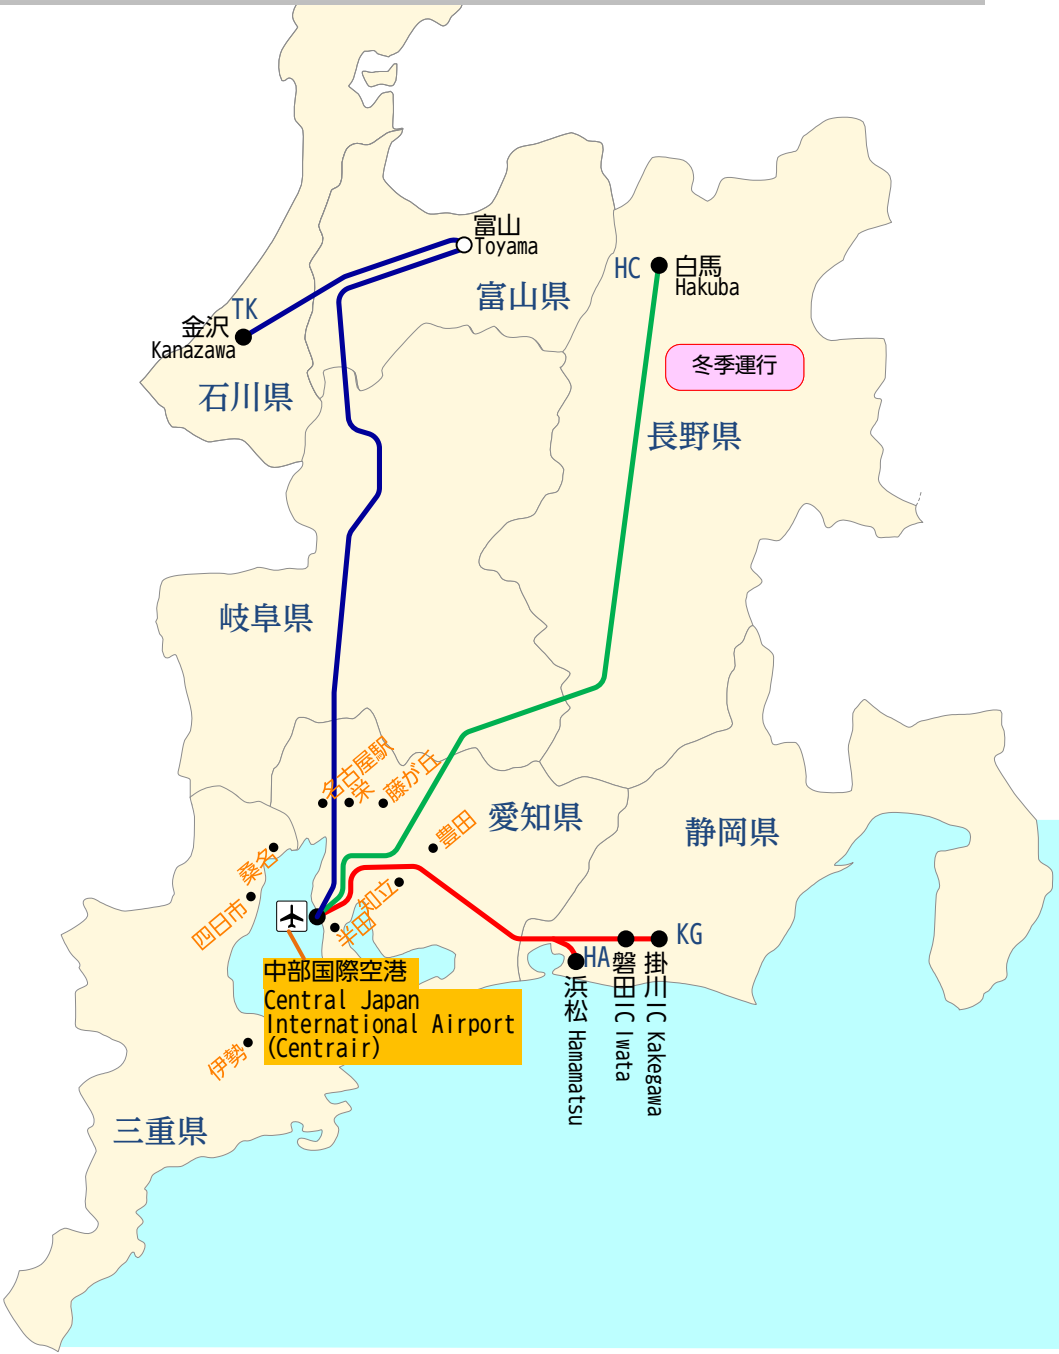 富山
Toyama
HC
白馬
Hakuba
富山県
TK
金沢
Kanazawa
冬季運行
石川県
長野県
岐阜県
名古屋駅
栄
藤が丘
愛知県
豊田
静岡県
桑名
知立
四日市
半田
KG
HA
中部国際空港
Central Japan
International Airport
(Centrair)
浜松 Hamamatsu
磐田IC Iwata
掛川IC Kakegawa
伊勢
三重県